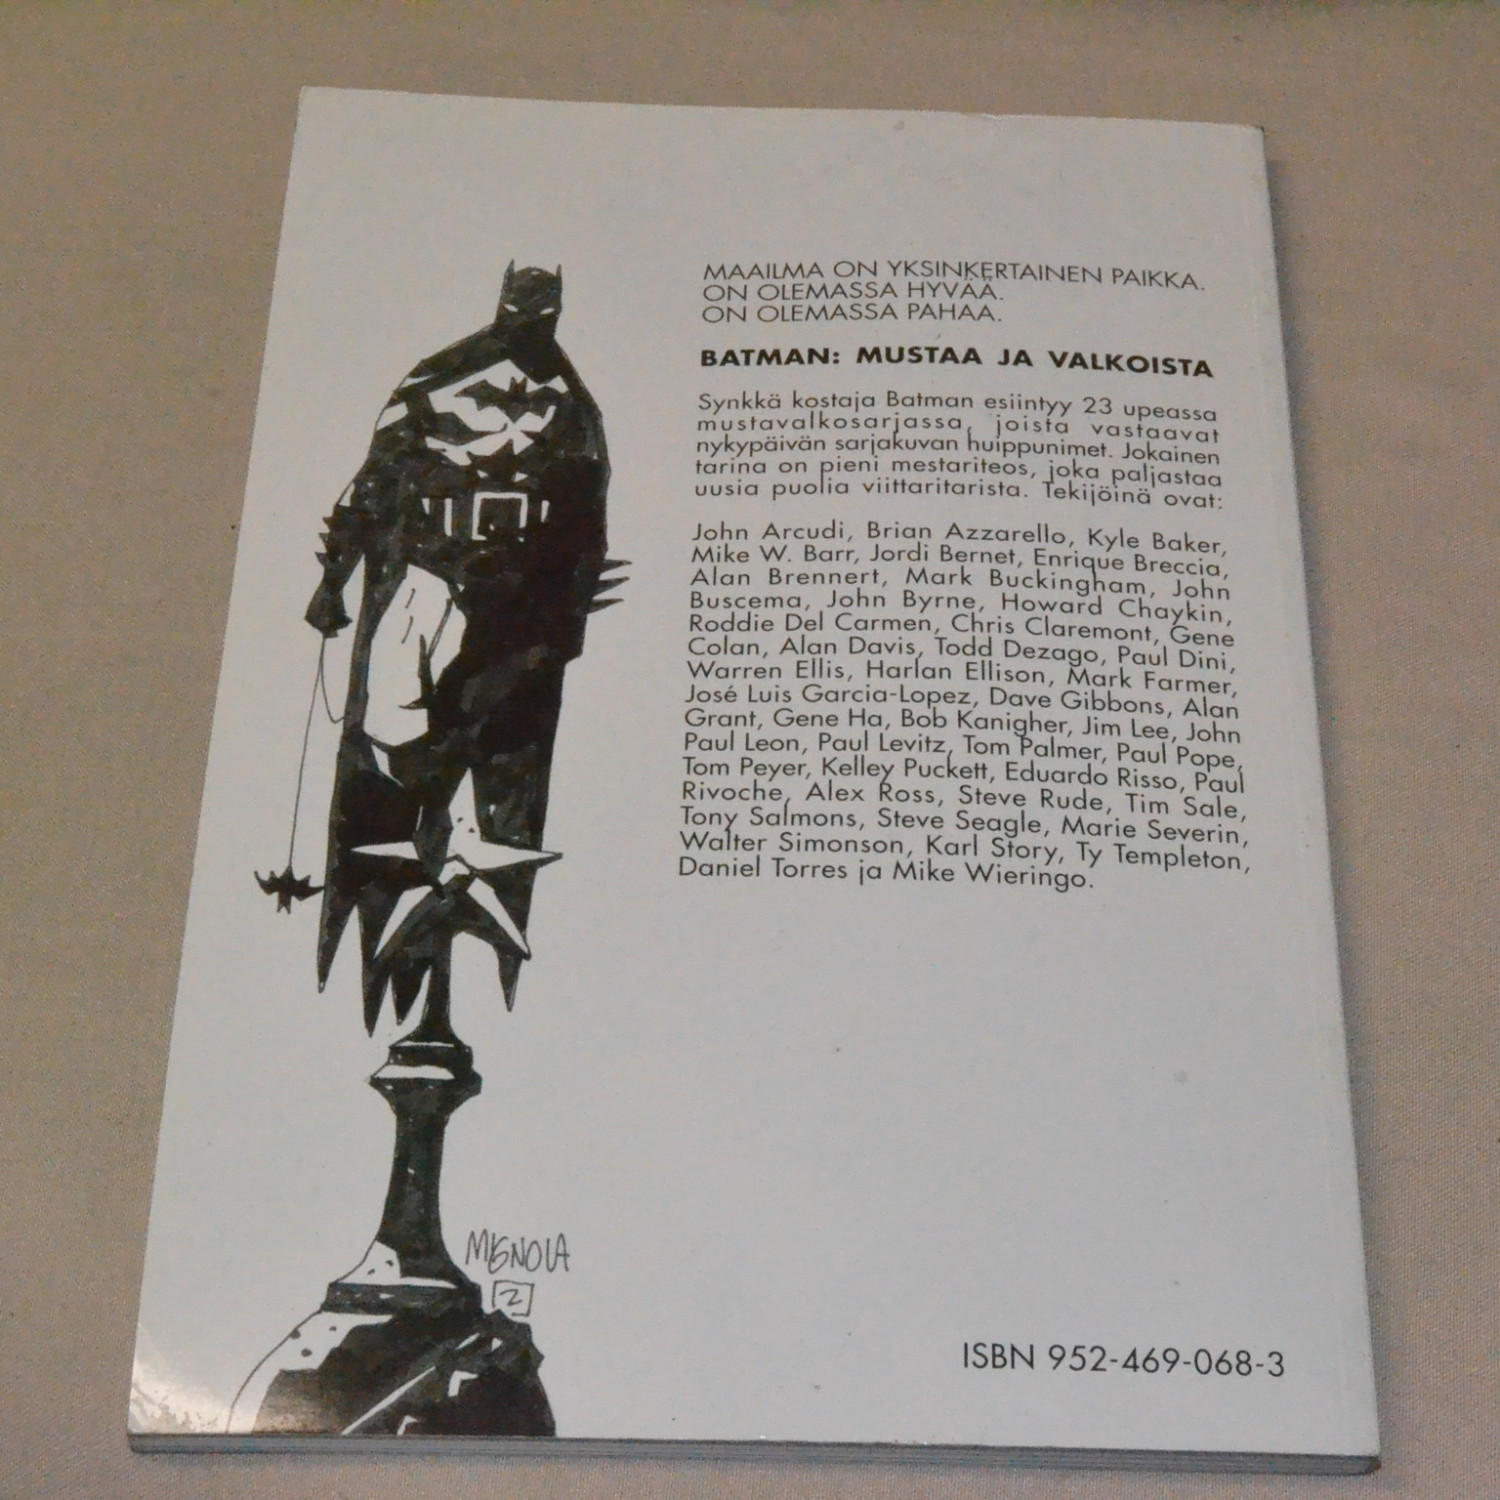 MAAILMA ON YKSINKERTAINEN PAIKKA.
ON OLEMASSA HYVÄÄ.
ON OLEMASSA PAHAA.
BATMAN: MUSTAA JA VALKOISTA
Synkkä kostaja Batman esiintyy 23 upeassa
mustavalkosarjassa, joista vastaavat
nykypäivän sarjakuvan huippunimet. Jokainen
tarina on pieni mestariteos, joka paljastaa
uusia puolia viittaritarista. Tekijöinä ovat:
John Arcudi, Brian Azzarello, Kyle Baker,
Mike W. Barr, Jordi Bernet, Enrique Breccia,
Alan Brennert, Mark Buckingham, John
Buscema, John Byrne, Howard Chaykin,
Roddie Del Carmen, Chris Claremont, Gene
Colan, Alan Davis, Todd Dezago, Paul Dini,
Warren Ellis, Harlan Ellison, Mark Farmer,
José Luis Garcia-Lopez, Dave Gibbons, Alan
Grant, Gene Ha, Bob Kanigher, Jim Lee, John
Paul Leon, Paul Levitz, Tom Palmer, Paul Pope,
Tom Peyer, Kelley Puckett, Eduardo Risso, Paul
Rivoche, Alex Ross, Steve Rude, Tim Sale,
Tony Salmons, Steve Seagle, Marie Severin,
Walter Simonson, Karl Story, Ty Templeton,
Daniel Torres ja Mike Wieringo.
MIGNOLA
2
ISBN 952-469-068-3